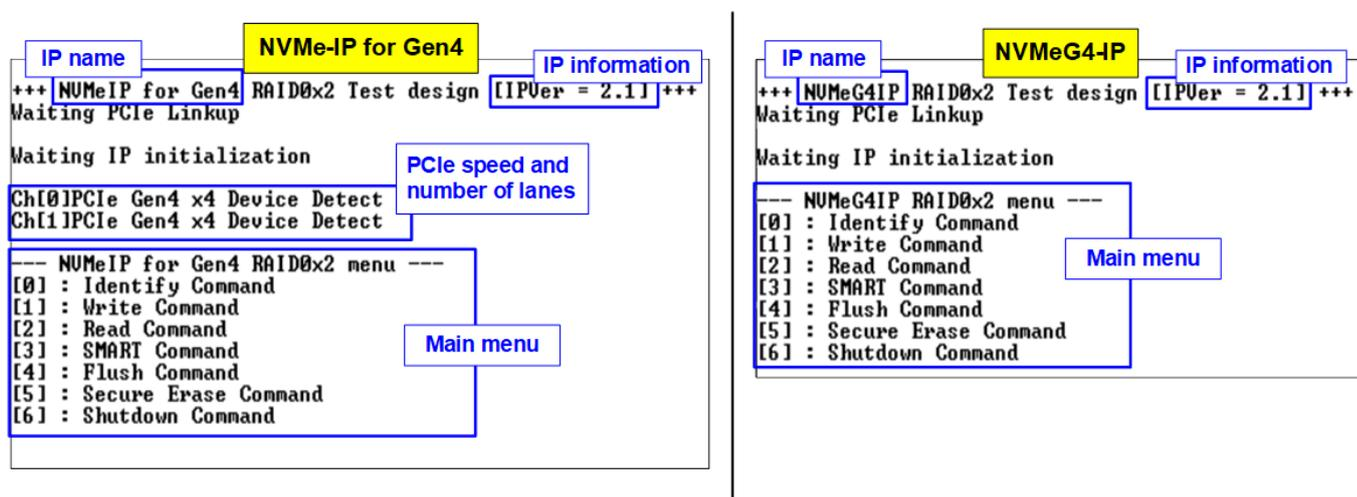 NVMe-IP for Gen4
IP name
IP information
+++ NVMeIP for Gen4 RAID0x2 Test design [IPVer = 2.1] +++
Waiting PCIe Linkup
Waiting IP initialization
PCIe speed and
number of lanes
Ch[0]PCIe Gen4 x4 Device Detect
Ch[1]PCIe Gen4 x4 Device Detect
--- NVMeIP for Gen4 RAID0x2 menu ---
[0] : Identify Command
[1] : Write Command
[2] : Read Command
[3] : SMART Command
[4] : Flush Command
[5] : Secure Erase Command
[6] : Shutdown Command
Main menu
NVMeG4-IP
IP name
IP information
+++ NVMeG4IP RAID0x2 Test design [IPVer = 2.1] +++
Waiting PCIe Linkup
Waiting IP initialization
--- NVMeG4IP RAID0x2 menu ---
[0] : Identify Command
[1] : Write Command
[2] : Read Command
[3] : SMART Command
[4] : Flush Command
[5] : Secure Erase Command
[6] : Shutdown Command
Main menu